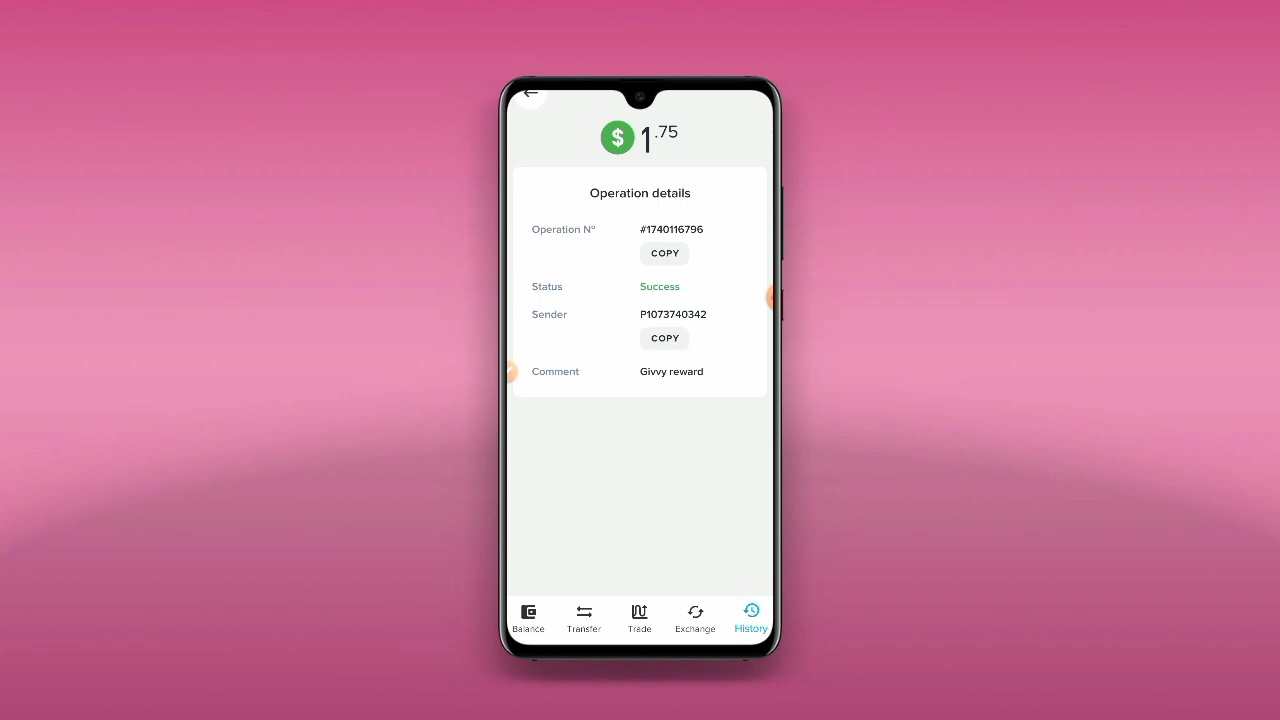 $ 1.75
Operation details
Operation Nº #1740116796
COPY
Status Success
Sender P1073740342
COPY
Comment Givvy reward
Balance Transfer Trade Exchange History